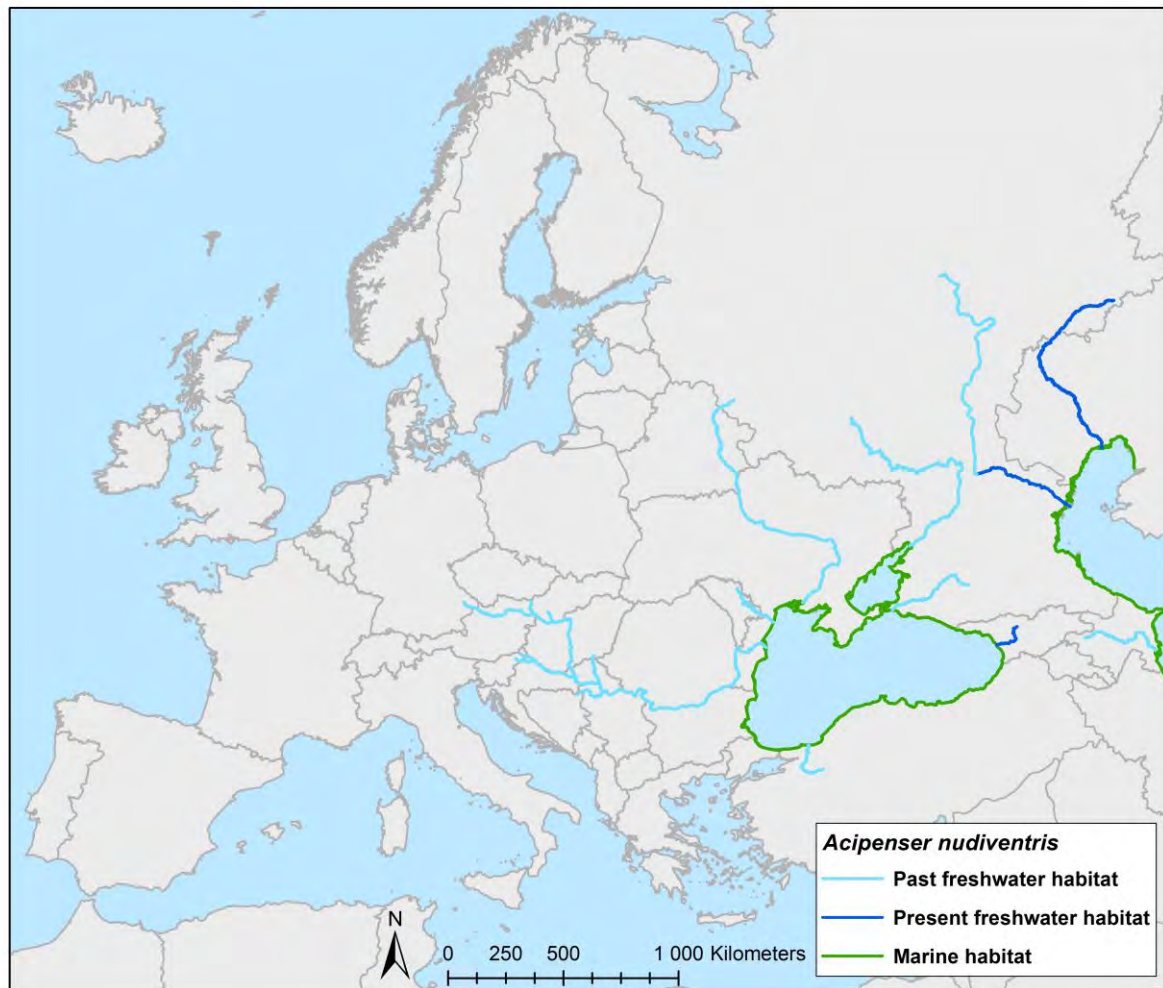 Acipenser nudiventris
Past freshwater habitat
Present freshwater habitat
Marine habitat
N
0 250 500 1 000 Kilometers